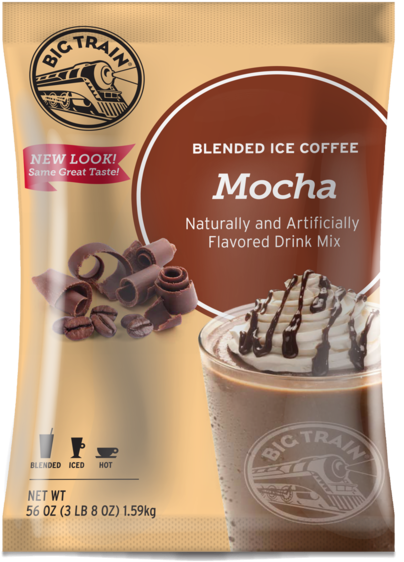 BIG TRAIN®
NEW LOOK!
Same Great Taste!
BLENDED ICE COFFEE
Mocha
Naturally and Artificially
Flavored Drink Mix
BIG TRAIN
BLENDED ICED HOT
NET WT
56 OZ (3 LB 8 OZ) 1.59kg